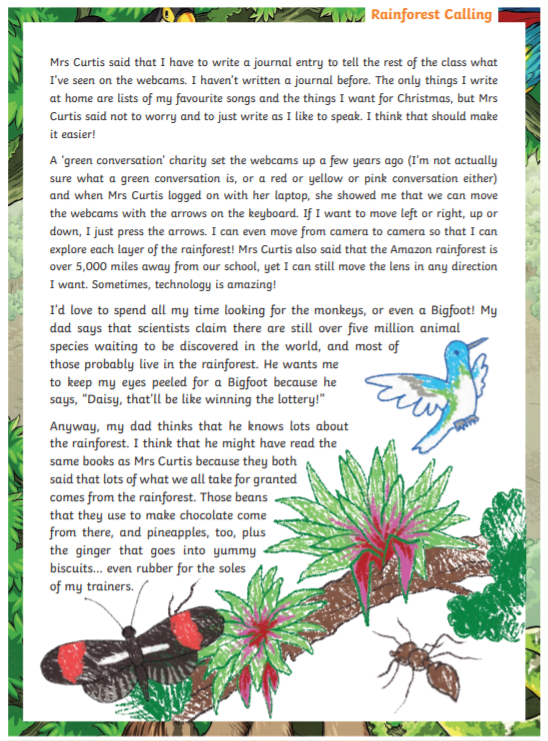 Rainforest Calling
Mrs Curtis said that I have to write a journal entry to tell the rest of the class what
I've seen on the webcams. I haven't written a journal before. The only things I write
at home are lists of my favourite songs and the things I want for Christmas, but Mrs
Curtis said not to worry and to just write as I like to speak. I think that should make
it easier!
A 'green conversation' charity set the webcams up a few years ago (I'm not actually
sure what a green conversation is, or a red or yellow or pink conversation either)
and when Mrs Curtis logged on with her laptop, she showed me that we can move
the webcams with the arrows on the keyboard. If I want to move left or right, up or
down, I just press the arrows. I can even move from camera to camera so that I can
explore each layer of the rainforest! Mrs Curtis also said that the Amazon rainforest is
over 5,000 miles away from our school, yet I can still move the lens in any direction
I want. Sometimes, technology is amazing!
I'd love to spend all my time looking for the monkeys, or even a Bigfoot! My
dad says that scientists claim there are still over five million animal
species waiting to be discovered in the world, and most of
those probably live in the rainforest. He wants me
to keep my eyes peeled for a Bigfoot because he
says, "Daisy, that'll be like winning the lottery!"
Anyway, my dad thinks that he knows lots about
the rainforest. I think that he might have read the
same books as Mrs Curtis because they both
said that lots of what we all take for granted
comes from the rainforest. Those beans
that they use to make chocolate come
from there, and pineapples, too, plus
the ginger that goes into yummy
biscuits... even rubber for the soles
of my trainers.